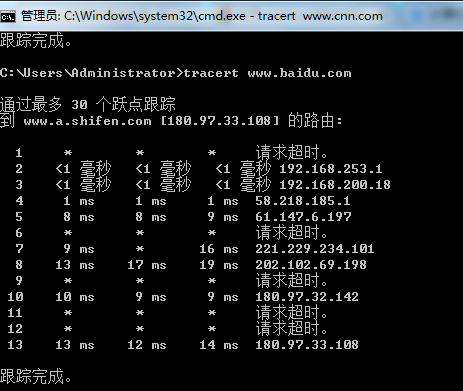 管理员: C:\Windows\system32\cmd.exe - tracert www.cnn.com
跟踪完成。
C:\Users\Administrator>tracert www.baidu.com
通过最多 30 个跃点跟踪
到 www.a.shifen.com [180.97.33.108] 的路由:
1 * * * 请求超时。
2 <1 毫秒 <1 毫秒 <1 毫秒 192.168.253.1
3 <1 毫秒 <1 毫秒 <1 毫秒 192.168.200.18
4 1 ms 1 ms 1 ms 58.218.185.1
5 8 ms 8 ms 9 ms 61.147.6.197
6 * * * 请求超时。
7 9 ms * 16 ms 221.229.234.101
8 13 ms 17 ms 19 ms 202.102.69.198
9 * * * 请求超时。
10 10 ms 9 ms 9 ms 180.97.32.142
11 * * * 请求超时。
12 * * * 请求超时。
13 13 ms 12 ms 14 ms 180.97.33.108
跟踪完成。